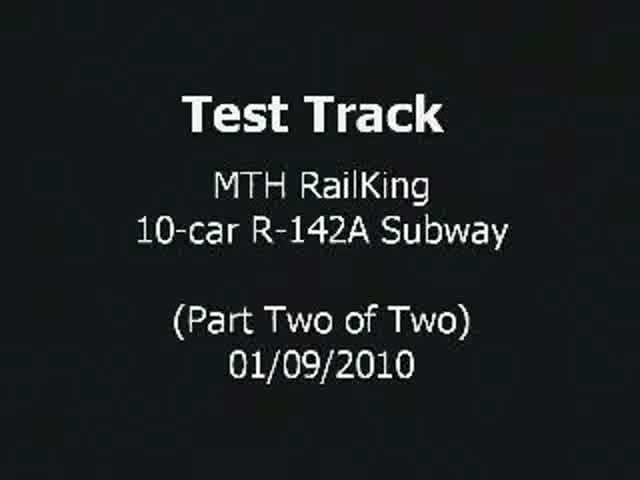 Test Track
MTH RailKing
10-car R-142A Subway
(Part Two of Two)
01/09/2010